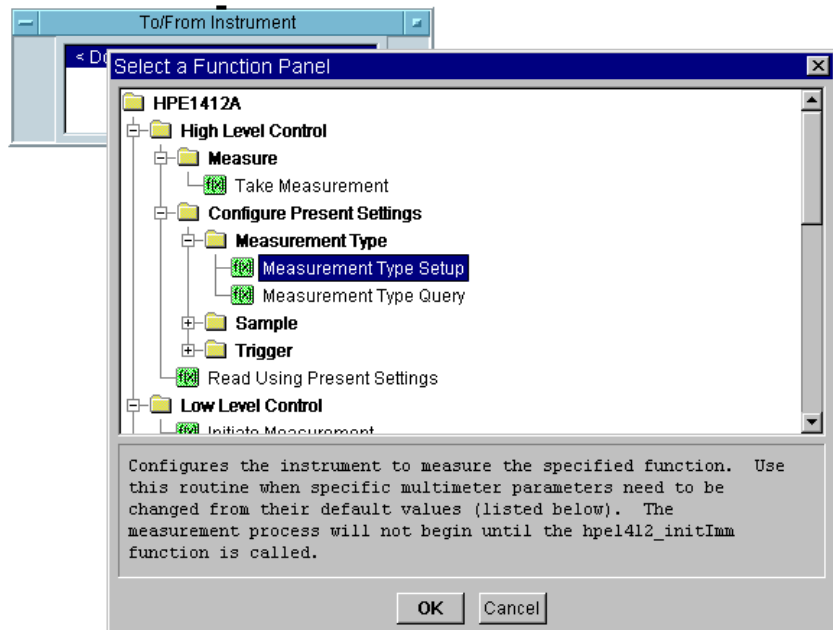 To/From Instrument
< Do
Select a Function Panel
HPE1412A
High Level Control
Measure
f(x) Take Measurement
Configure Present Settings
Measurement Type
f(x) Measurement Type Setup
f(x) Measurement Type Query
Sample
Trigger
f(x) Read Using Present Settings
Low Level Control
f(x) Initiate Measurement
Configures the instrument to measure the specified function. Use
this routine when specific multimeter parameters need to be
changed from their default values (listed below). The
measurement process will not begin until the hpe1412_initImm
function is called.
OK
Cancel